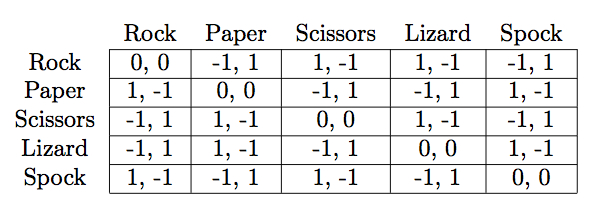 Rock Paper Scissors Lizard Spock
Rock 0, 0 -1, 1 1, -1 1, -1 -1, 1
Paper 1, -1 0, 0 -1, 1 -1, 1 1, -1
Scissors -1, 1 1, -1 0, 0 1, -1 -1, 1
Lizard -1, 1 1, -1 -1, 1 0, 0 1, -1
Spock 1, -1 -1, 1 1, -1 -1, 1 0, 0